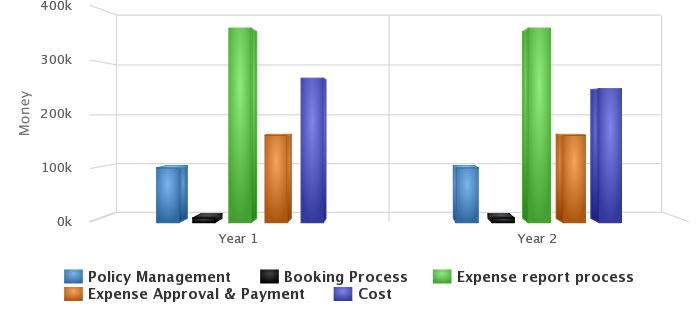 400k
300k
200k
100k
0k
Money
Year 1 Year 2
Policy Management Booking Process Expense report process
Expense Approval & Payment Cost